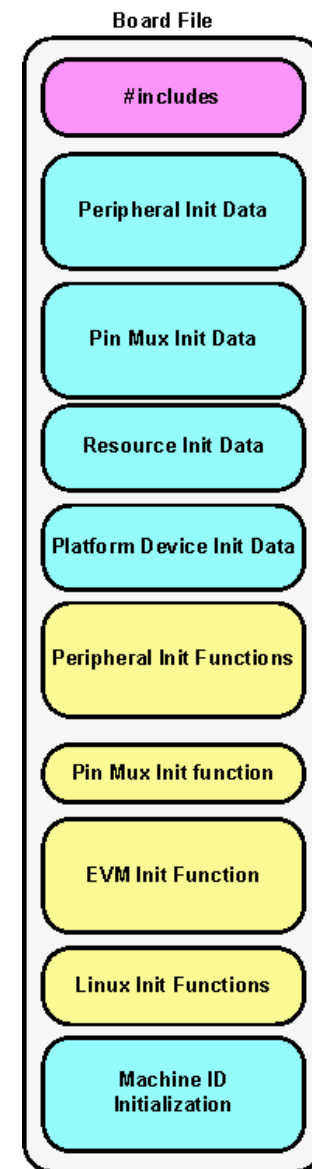 Board File
#includes
Peripheral Init Data
Pin Mux Init Data
Resource Init Data
Platform Device Init Data
Peripheral Init Functions
Pin Mux Init function
EVM Init Function
Linux Init Functions
Machine ID
Initialization